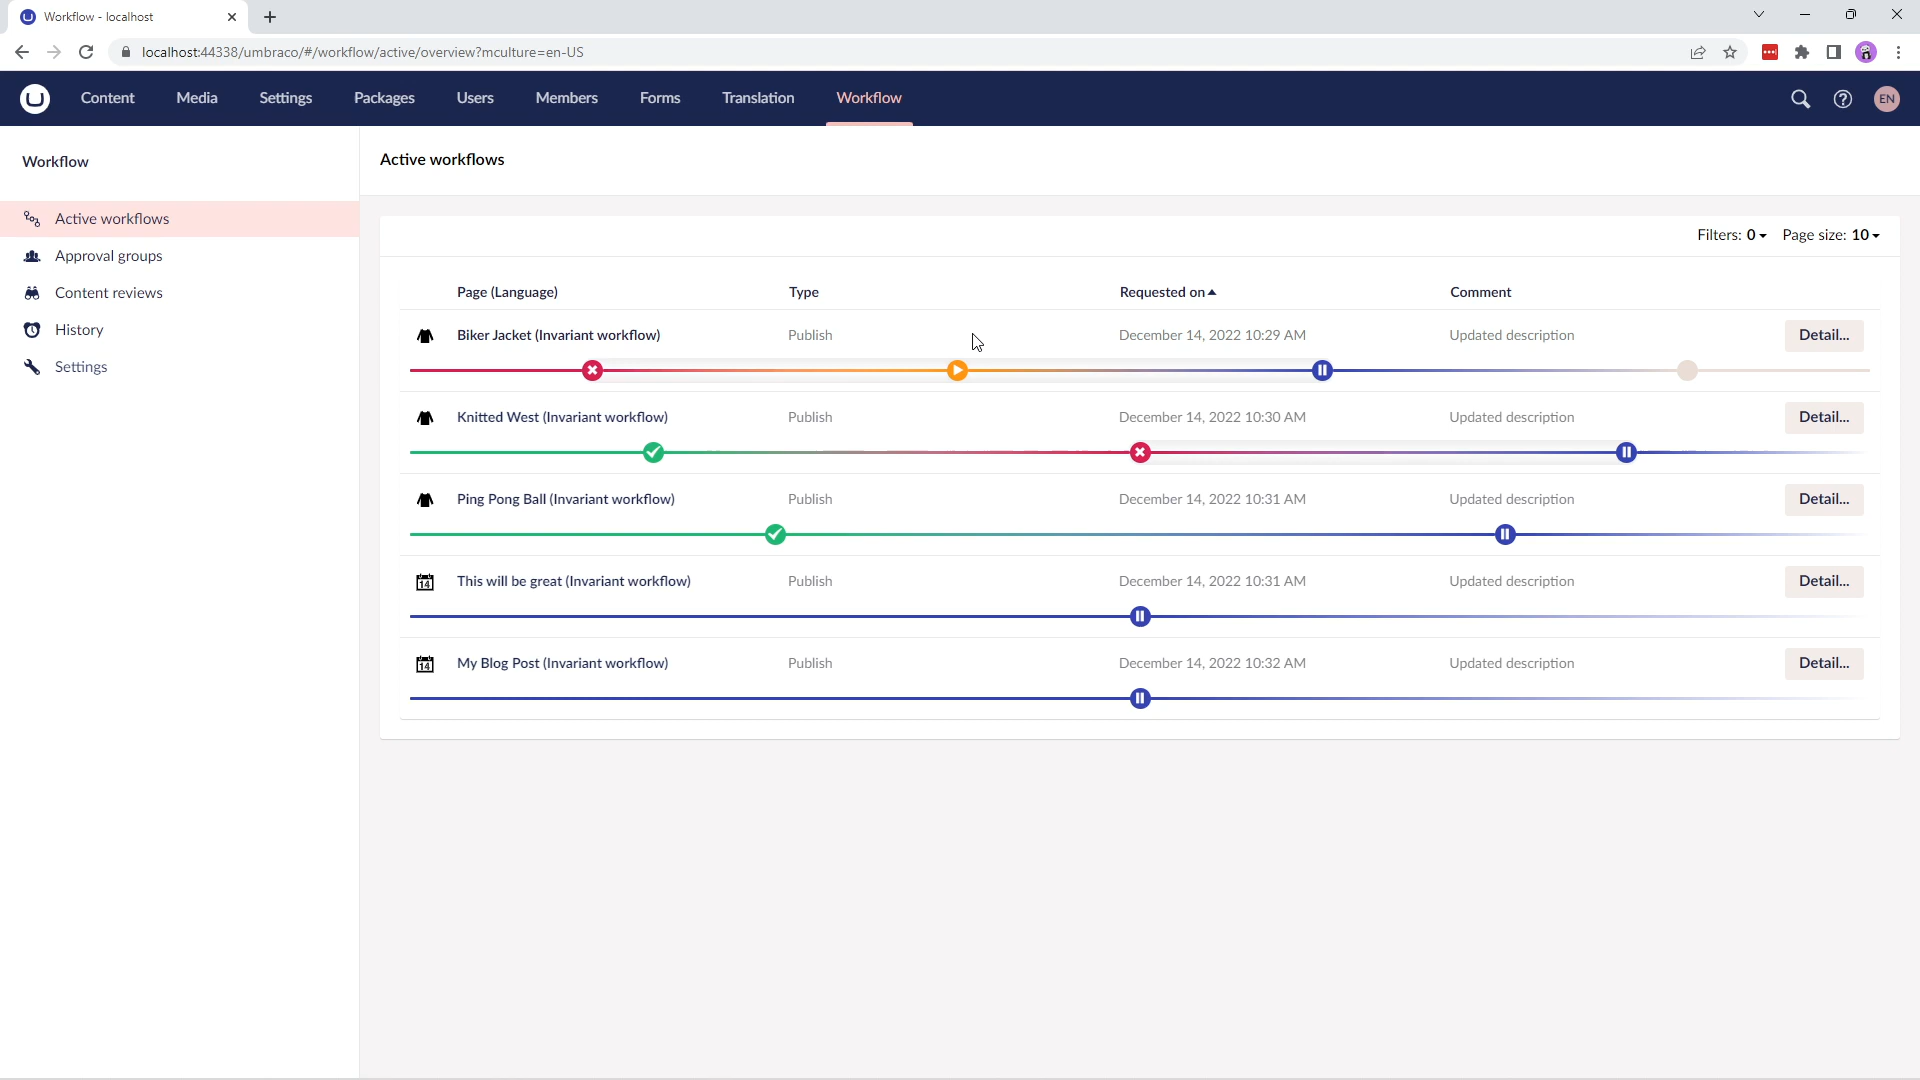 Workflow - localhost
localhost:44338/umbraco/#/workflow/active/overview?mculture=en-US
Content Media Settings Packages Users Members Forms Translation Workflow EN
Workflow
Active workflows
Approval groups
Content reviews
History
Settings
Active workflows
Filters: 0 Page size: 10
Page (Language) Type Requested on Comment
Biker Jacket (Invariant workflow) Publish December 14, 2022 10:29 AM Updated description Detail...
Knitted West (Invariant workflow) Publish December 14, 2022 10:30 AM Updated description Detail...
Ping Pong Ball (Invariant workflow) Publish December 14, 2022 10:31 AM Updated description Detail...
14 This will be great (Invariant workflow) Publish December 14, 2022 10:31 AM Updated description Detail...
14 My Blog Post (Invariant workflow) Publish December 14, 2022 10:32 AM Updated description Detail...